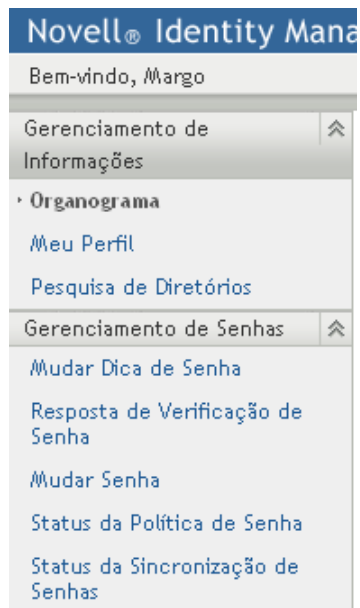 Novell® Identity Mana
Bem-vindo, Margo
Gerenciamento de
Informações
Organograma
Meu Perfil
Pesquisa de Diretórios
Gerenciamento de Senhas
Mudar Dica de Senha
Resposta de Verificação de
Senha
Mudar Senha
Status da Política de Senha
Status da Sincronização de
Senhas